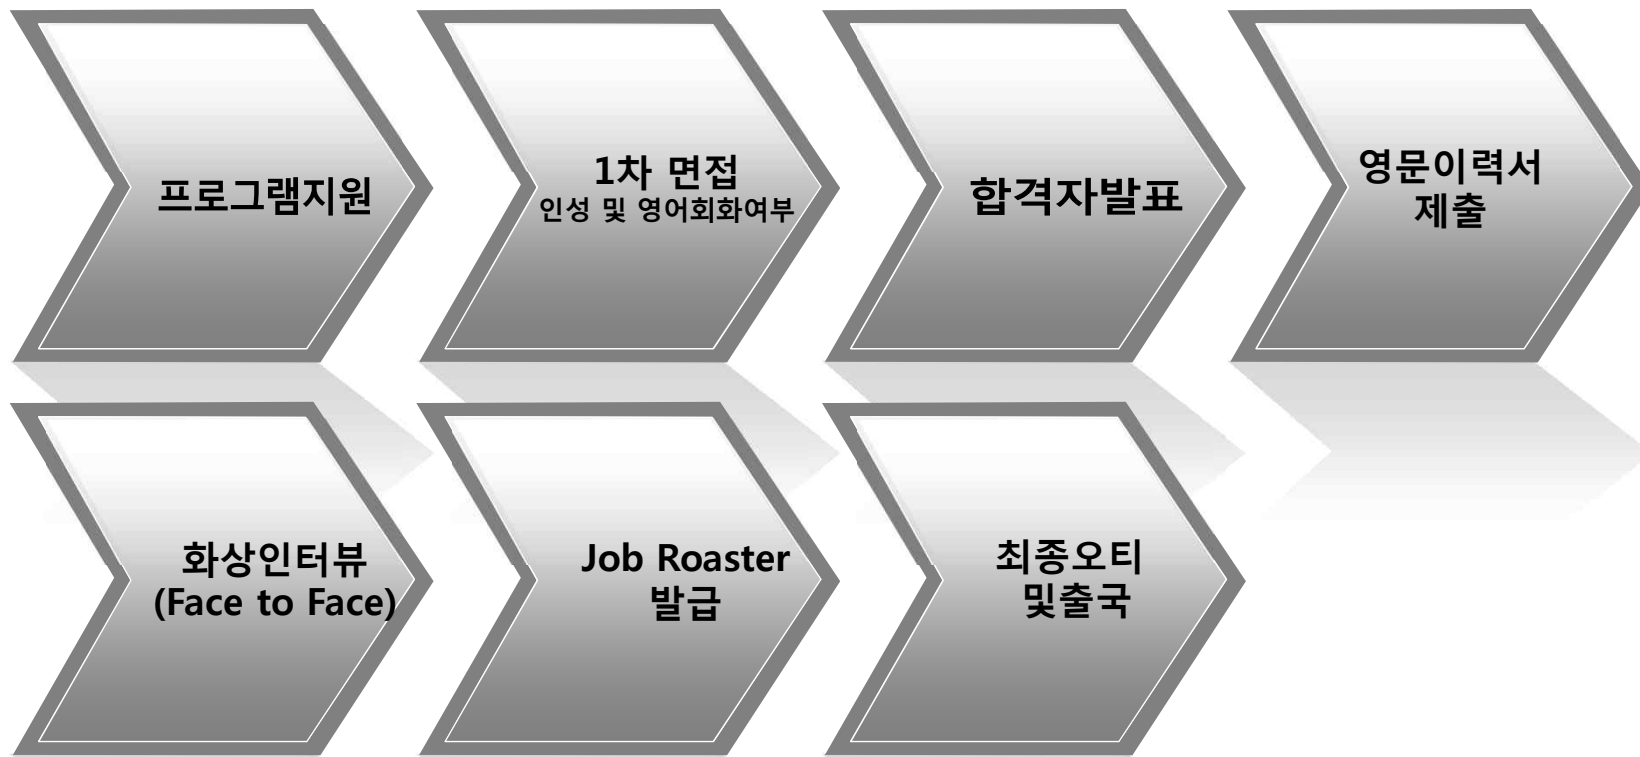 프로그램지원
1차 면접
인성 및 영어회화여부
합격자발표
영문이력서
제출
화상인터뷰
(Face to Face)
Job Roaster
발급
최종오티
및출국